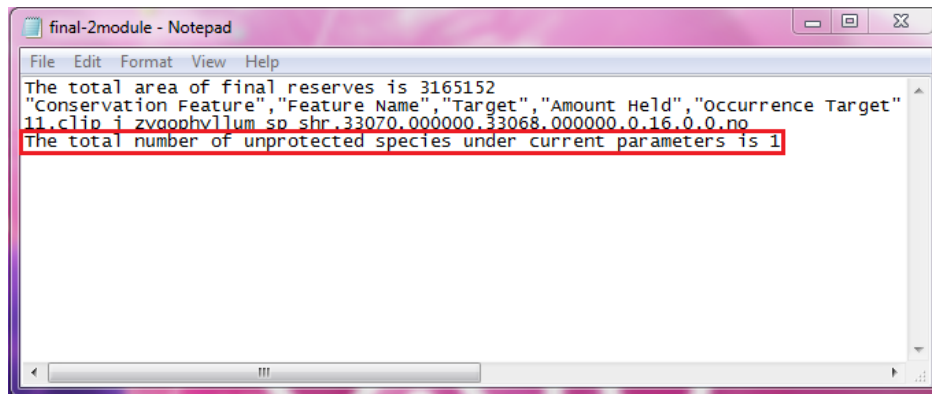 final-2module - Notepad
File Edit Format View Help
The total area of final reserves is 3165152
"Conservation Feature","Feature Name","Target","Amount Held","Occurrence Target"
11,clip_j_zygophyllum_sp_shr,33070.000000,33068.000000,0,16,0,0,no
The total number of unprotected species under current parameters is 1